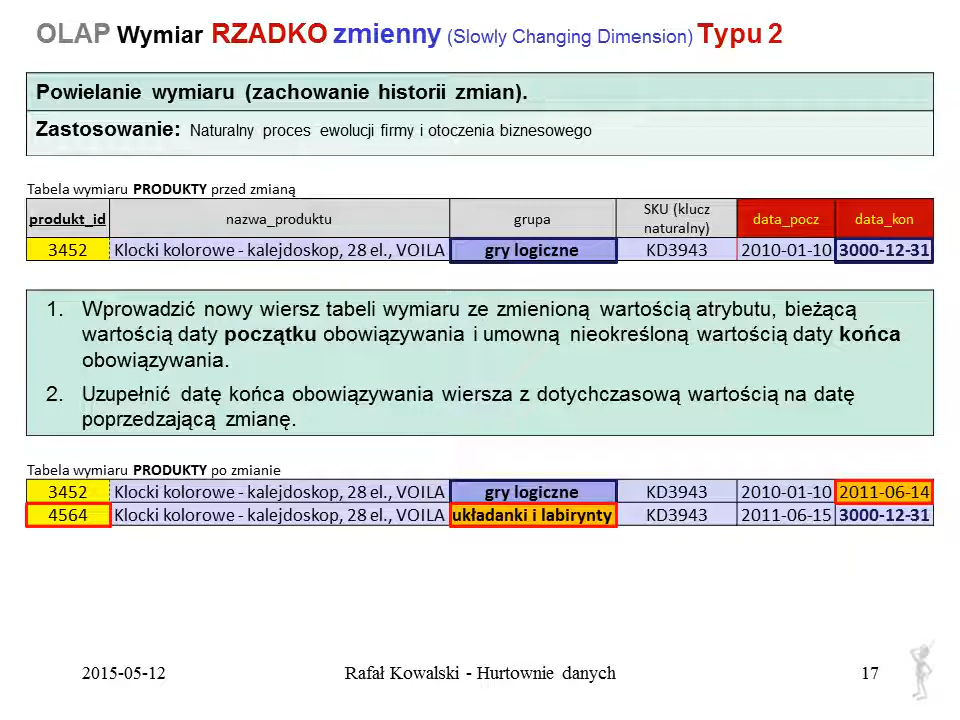 OLAP Wymiar RZADKO zmienny (Slowly Changing Dimension) Typu 2
Powielanie wymiaru (zachowanie historii zmian).
Zastosowanie: Naturalny proces ewolucji firmy i otoczenia biznesowego
Tabela wymiaru PRODUKTY przed zmianą
produkt_id nazwa_produktu grupa SKU (klucz naturalny) data_pocz data_kon
3452 Klocki kolorowe - kalejdoskop, 28 el., VOILA gry logiczne KD3943 2010-01-10 3000-12-31
1. Wprowadzić nowy wiersz tabeli wymiaru ze zmienioną wartością atrybutu, bieżącą
wartością daty początku obowiązywania i umowną nieokreśloną wartością daty końca
obowiązywania.
2. Uzupełnić datę końca obowiązywania wiersza z dotychczasową wartością na datę
poprzedzającą zmianę.
Tabela wymiaru PRODUKTY po zmianie
3452 Klocki kolorowe - kalejdoskop, 28 el., VOILA gry logiczne KD3943 2010-01-10 2011-06-14
4564 Klocki kolorowe - kalejdoskop, 28 el., VOILA układanki i labirynty KD3943 2011-06-15 3000-12-31
2015-05-12 Rafał Kowalski - Hurtownie danych 17